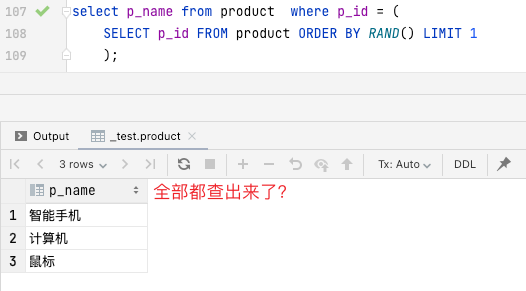 107 select p_name from product  where p_id = (
108 SELECT p_id FROM product ORDER BY RAND() LIMIT 1
109 );
Output _test.product
3 rows Tx: Auto DDL
p_name 全部都查出来了?
1 智能手机
2 计算机
3 鼠标